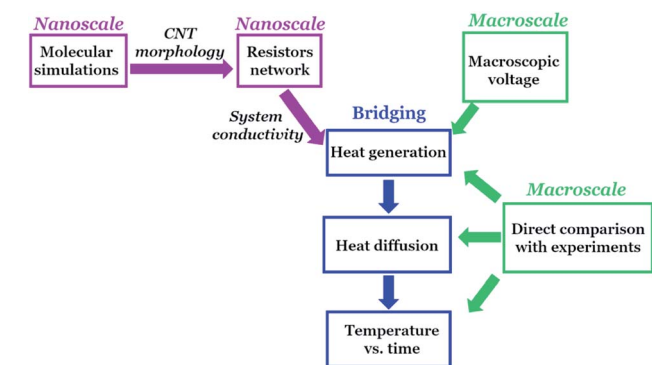 Nanoscale
Molecular
simulations
CNT
morphology
Nanoscale
Resistors
network
Macroscale
Macroscopic
voltage
System
conductivity
Bridging
Heat generation
Macroscale
Direct comparison
with experiments
Heat diffusion
Temperature
vs. time